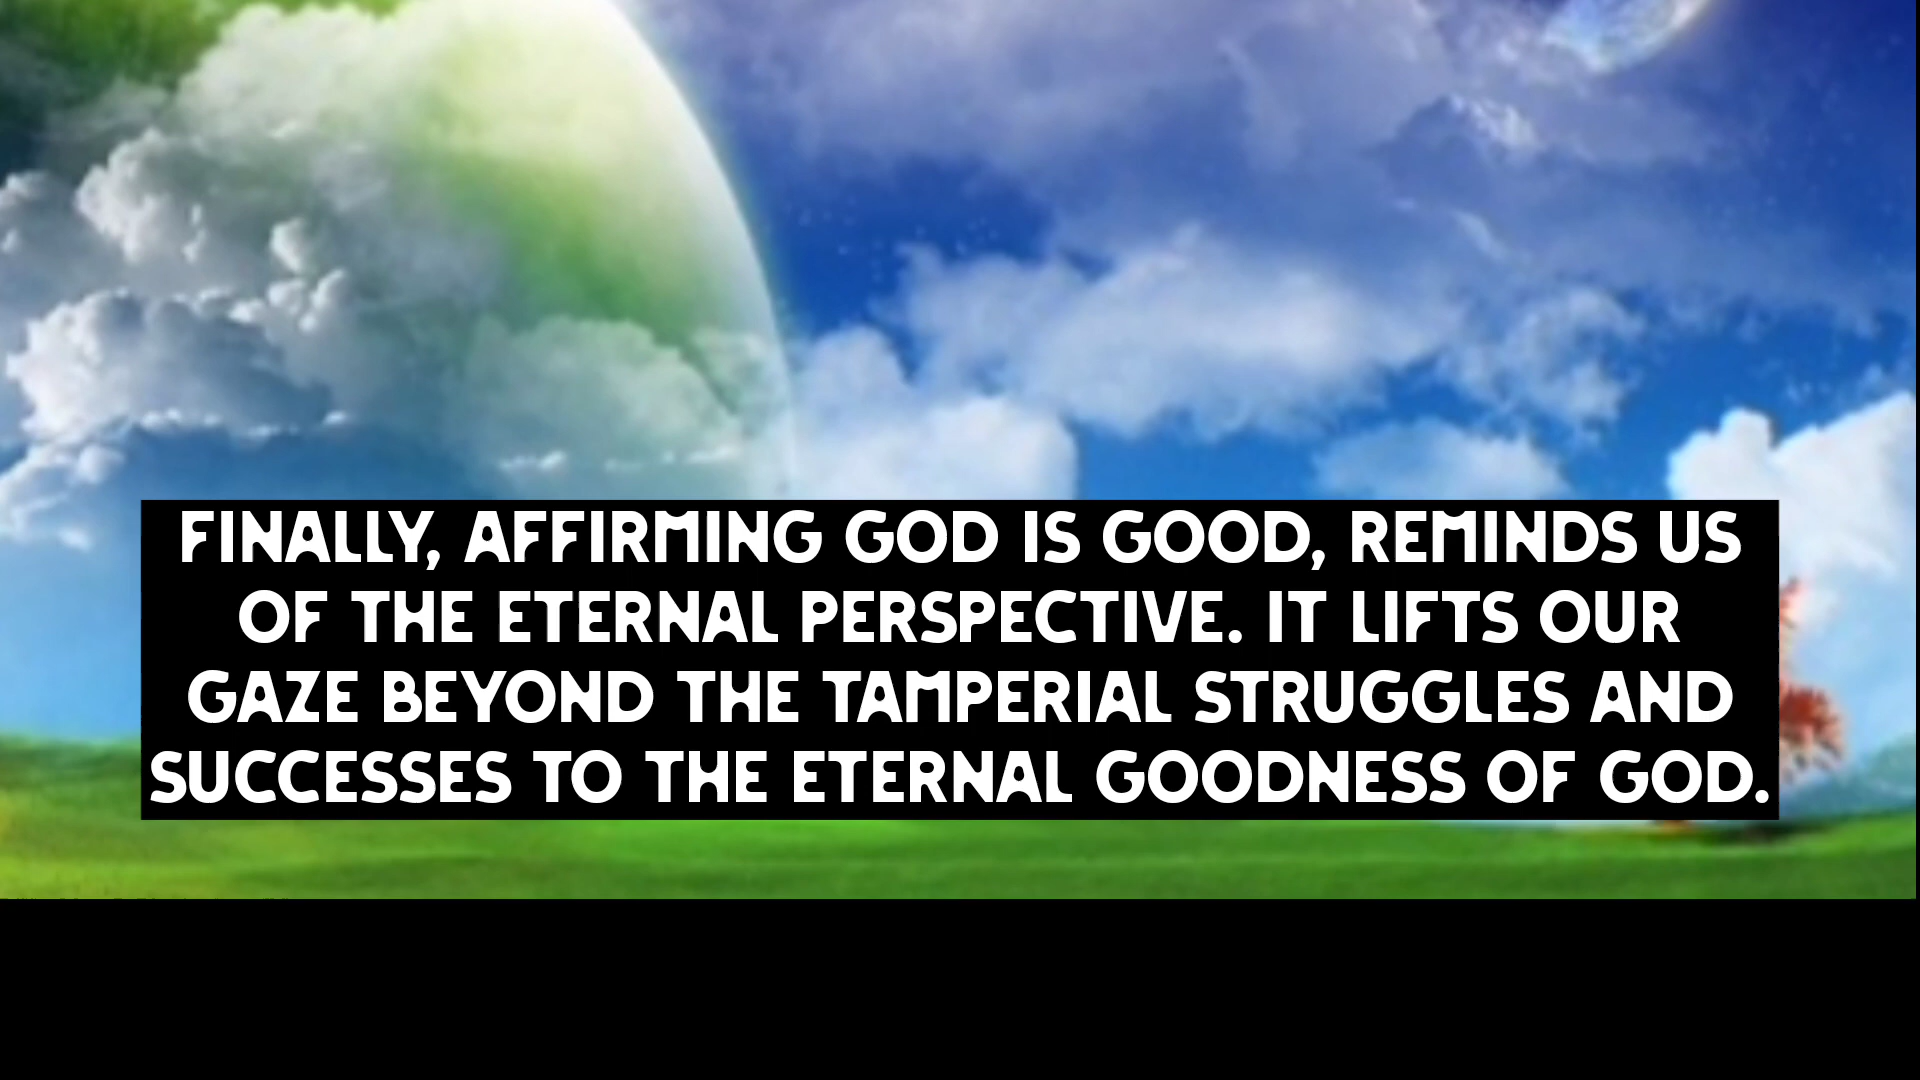 FINALLY, AFFIRMING GOD IS GOOD, REMINDS US
OF THE ETERNAL PERSPECTIVE. IT LIFTS OUR
GAZE BEYOND THE TAMPERIAL STRUGGLES AND
SUCCESSES TO THE ETERNAL GOODNESS OF GOD.